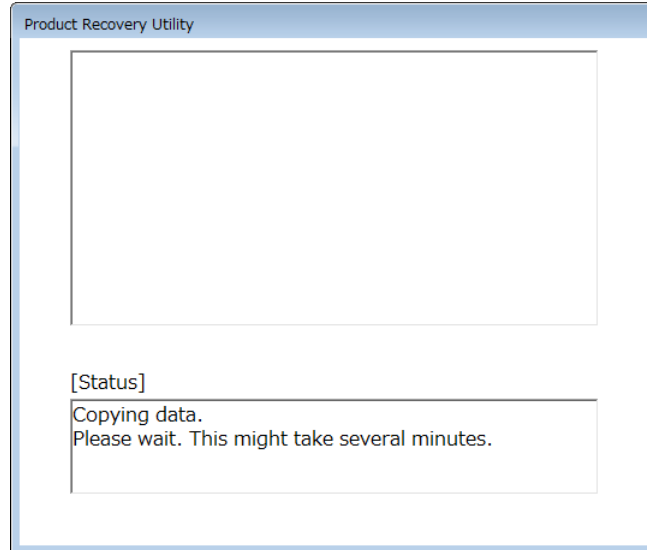 Product Recovery Utility
[Status]
Copying data.
Please wait. This might take several minutes.